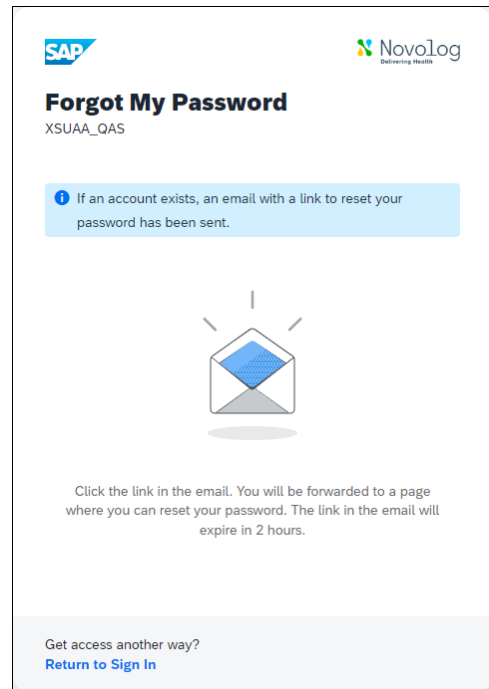 SAP
Novolog
Delivering Health
Forgot My Password
XSUAA_QAS
If an account exists, an email with a link to reset your
password has been sent.
Click the link in the email. You will be forwarded to a page
where you can reset your password. The link in the email will
expire in 2 hours.
Get access another way?
Return to Sign In